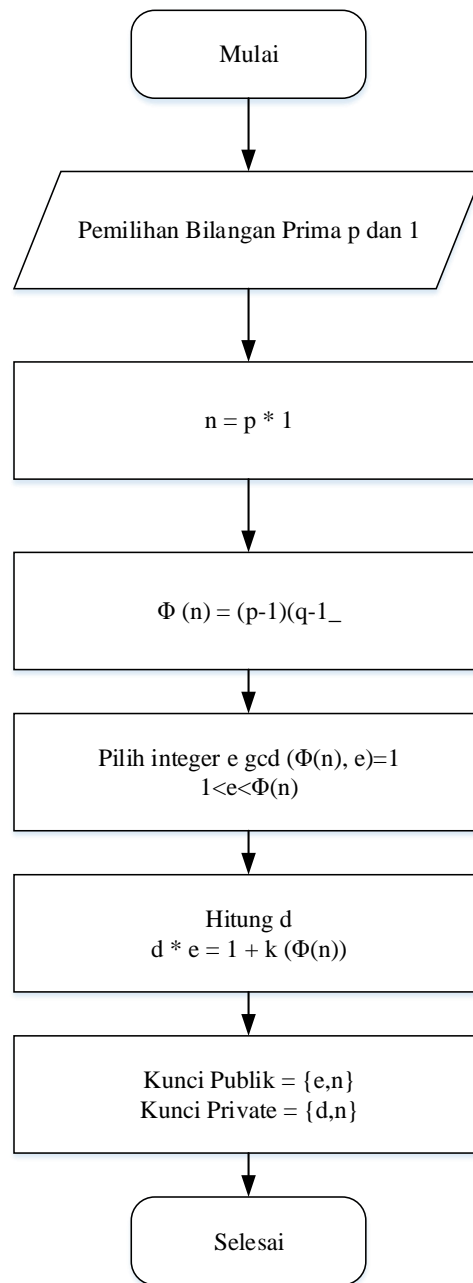 Mulai
Pemilihan Bilangan Prima p dan 1
n = p * 1
Φ (n) = (p-1)(q-1_
Pilih integer e gcd (Φ(n), e)=1
1<e<Φ(n)
Hitung d
d * e = 1 + k (Φ(n))
Kunci Publik = {e,n}
Kunci Private = {d,n}
Selesai